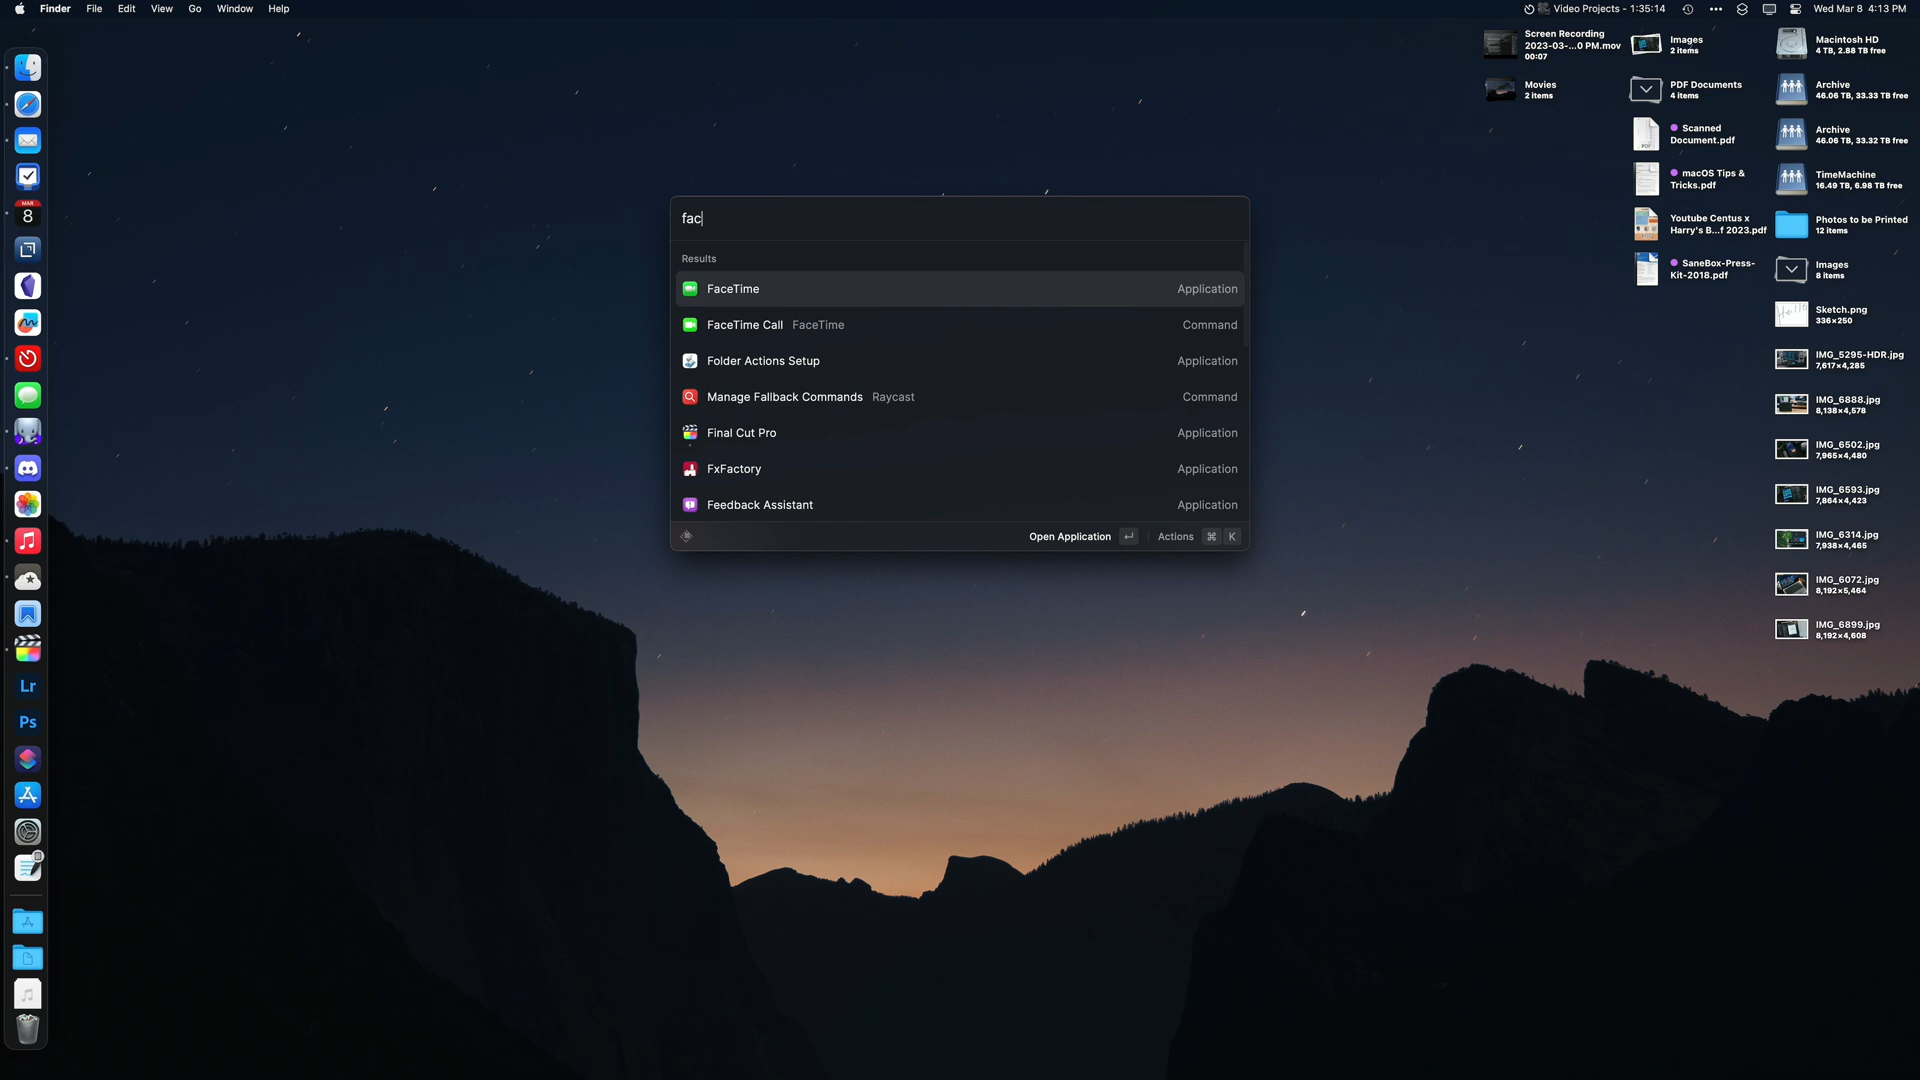 Finder File Edit View Go Window Help
Video Projects - 1:35:14
Wed Mar 8 4:13 PM
MAR
8
Lr
Ps
fac
Results
FaceTime Application
FaceTime Call FaceTime Command
Folder Actions Setup Application
Manage Fallback Commands Raycast Command
Final Cut Pro Application
FxFactory Application
Feedback Assistant Application
Open Application ↵ Actions ⌘ K
Screen Recording
2023-03-...0 PM.mov
00:07
Movies
2 items
Images
2 items
PDF Documents
4 items
PDF
Scanned
Document.pdf
macOS Tips &
Tricks.pdf
Youtube Centus x
Harry's B...f 2023.pdf
SaneBox-Press-
Kit-2018.pdf
Macintosh HD
4 TB, 2.88 TB free
Archive
46.06 TB, 33.33 TB free
Archive
46.06 TB, 33.32 TB free
TimeMachine
16.49 TB, 6.98 TB free
Photos to be Printed
12 items
Images
8 items
Hello
Sketch.png
336×250
IMG_5295-HDR.jpg
7,617×4,285
IMG_6888.jpg
8,138×4,578
IMG_6502.jpg
7,965×4,480
IMG_6593.jpg
7,864×4,423
IMG_6314.jpg
7,938×4,465
IMG_6072.jpg
8,192×5,464
IMG_6899.jpg
8,192×4,608